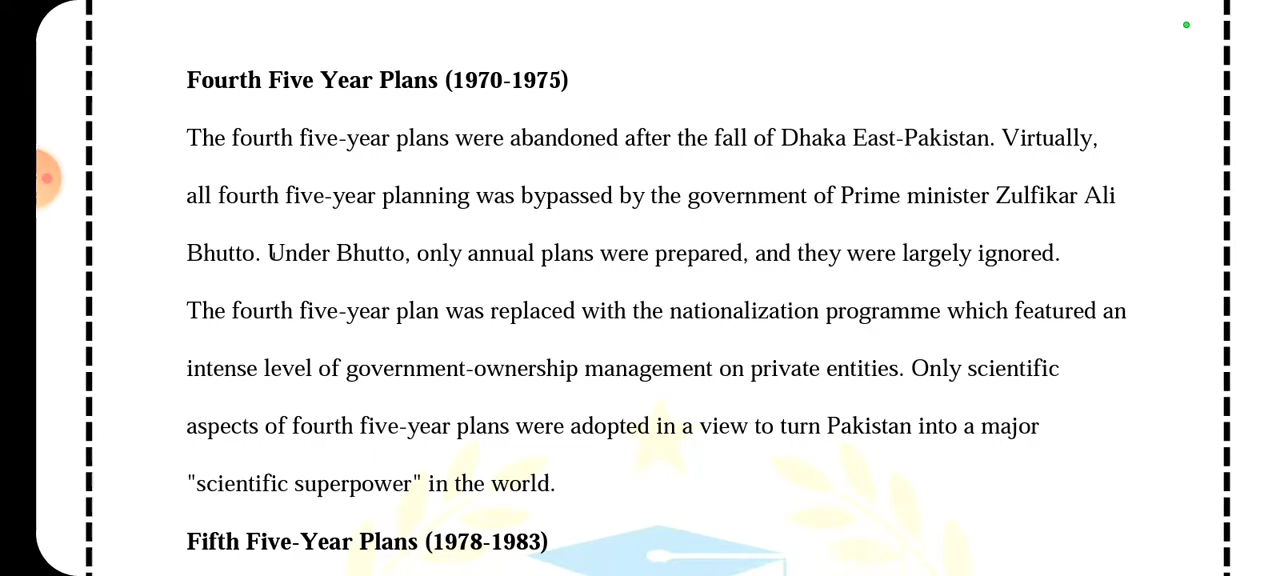 Fourth Five Year Plans (1970-1975)
The fourth five-year plans were abandoned after the fall of Dhaka East-Pakistan. Virtually,
all fourth five-year planning was bypassed by the government of Prime minister Zulfikar Ali
Bhutto. Under Bhutto, only annual plans were prepared, and they were largely ignored.
The fourth five-year plan was replaced with the nationalization programme which featured an
intense level of government-ownership management on private entities. Only scientific
aspects of fourth five-year plans were adopted in a view to turn Pakistan into a major
"scientific superpower" in the world.
Fifth Five-Year Plans (1978-1983)